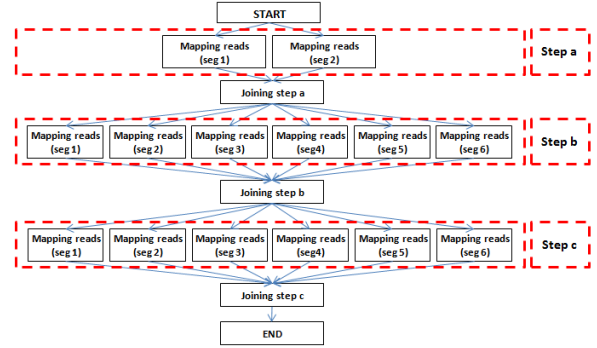 START
Mapping reads
(seg 1)
Mapping reads
(seg 2)
Step a
Joining step a
Mapping reads
(seg 1)
Mapping reads
(seg 2)
Mapping reads
(seg 3)
Mapping reads
(seg4)
Mapping reads
(seg 5)
Mapping reads
(seg 6)
Step b
Joining step b
Mapping reads
(seg 1)
Mapping reads
(seg 2)
Mapping reads
(seg 3)
Mapping reads
(seg4)
Mapping reads
(seg 5)
Mapping reads
(seg 6)
Step c
Joining step c
END